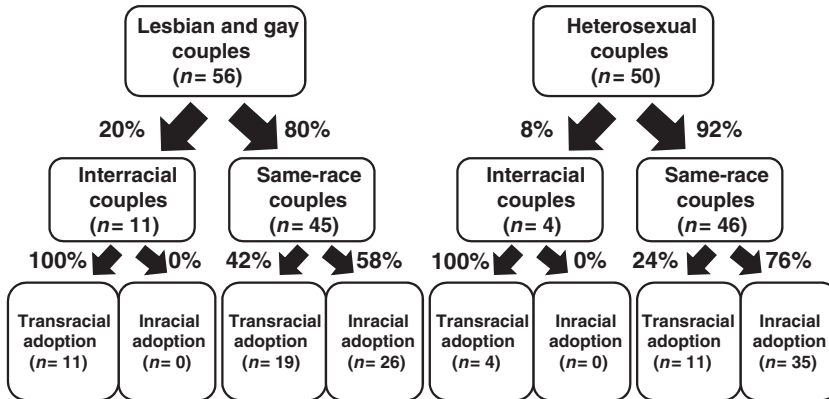 Lesbian and gay
couples
(n= 56)
Heterosexual
couples
(n= 50)
20%
80%
8%
92%
Interracial
couples
(n= 11)
Same-race
couples
(n= 45)
Interracial
couples
(n= 4)
Same-race
couples
(n= 46)
100%
0%
42%
58%
100%
0%
24%
76%
Transracial
adoption
(n= 11)
Inracial
adoption
(n= 0)
Transracial
adoption
(n= 19)
Inracial
adoption
(n= 26)
Transracial
adoption
(n= 4)
Inracial
adoption
(n= 0)
Transracial
adoption
(n= 11)
Inracial
adoption
(n= 35)